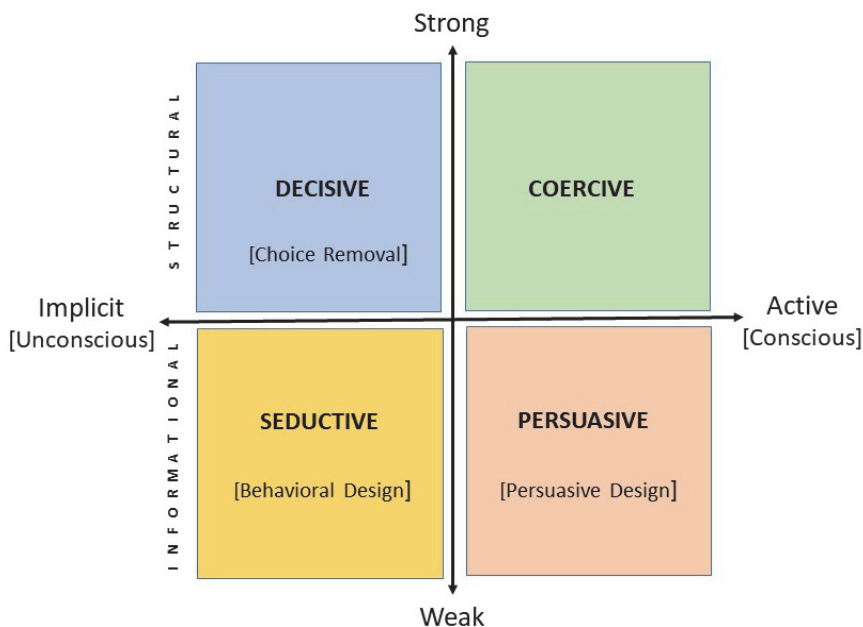 Strong
STRUCTURAL
DECISIVE
[Choice Removal]
COERCIVE
Implicit
[Unconscious]
Active
[Conscious]
INFORMATIONAL
SEDUCTIVE
[Behavioral Design]
PERSUASIVE
[Persuasive Design]
Weak